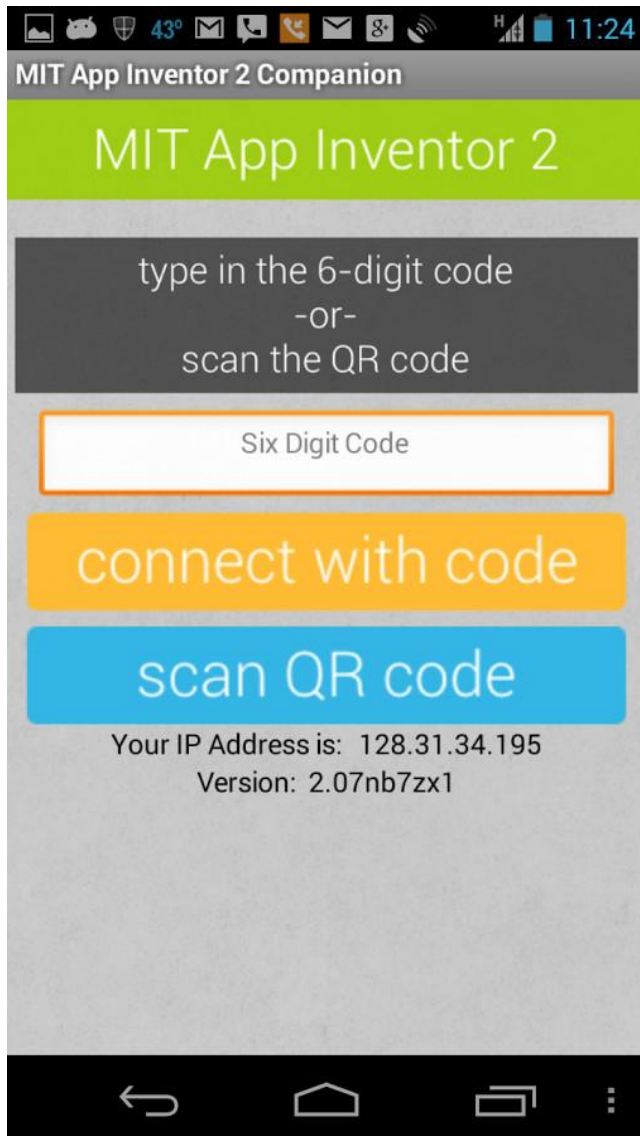 43° H 11:24
MIT App Inventor 2 Companion
MIT App Inventor 2
type in the 6-digit code
-or-
scan the QR code
Six Digit Code
connect with code
scan QR code
Your IP Address is: 128.31.34.195
Version: 2.07nb7zx1